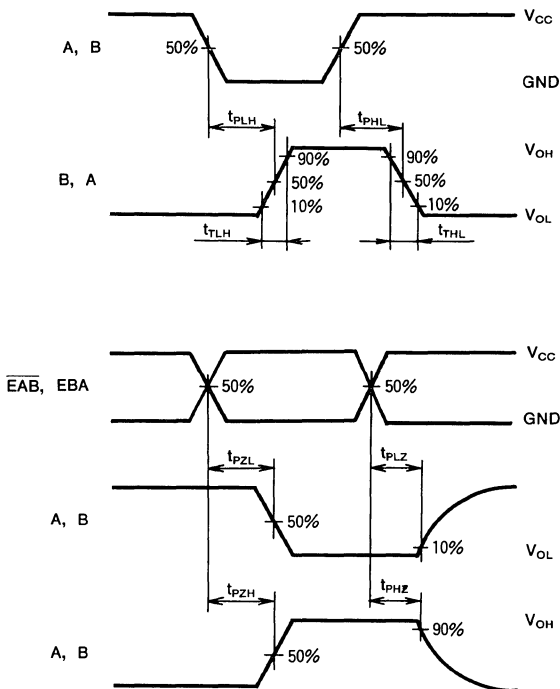 V_CC
A, B 50% 50%
GND
t_PLH t_PHL
V_OH
90% 90%
B, A 50% 50%
10% 10%
V_OL
t_TLH t_THL
V_CC
E̅A̅B̅, EBA 50% 50%
GND
t_PZL t_PLZ
A, B 50%
10%
V_OL
t_PZH t_PHZ
V_OH
90%
A, B 50%